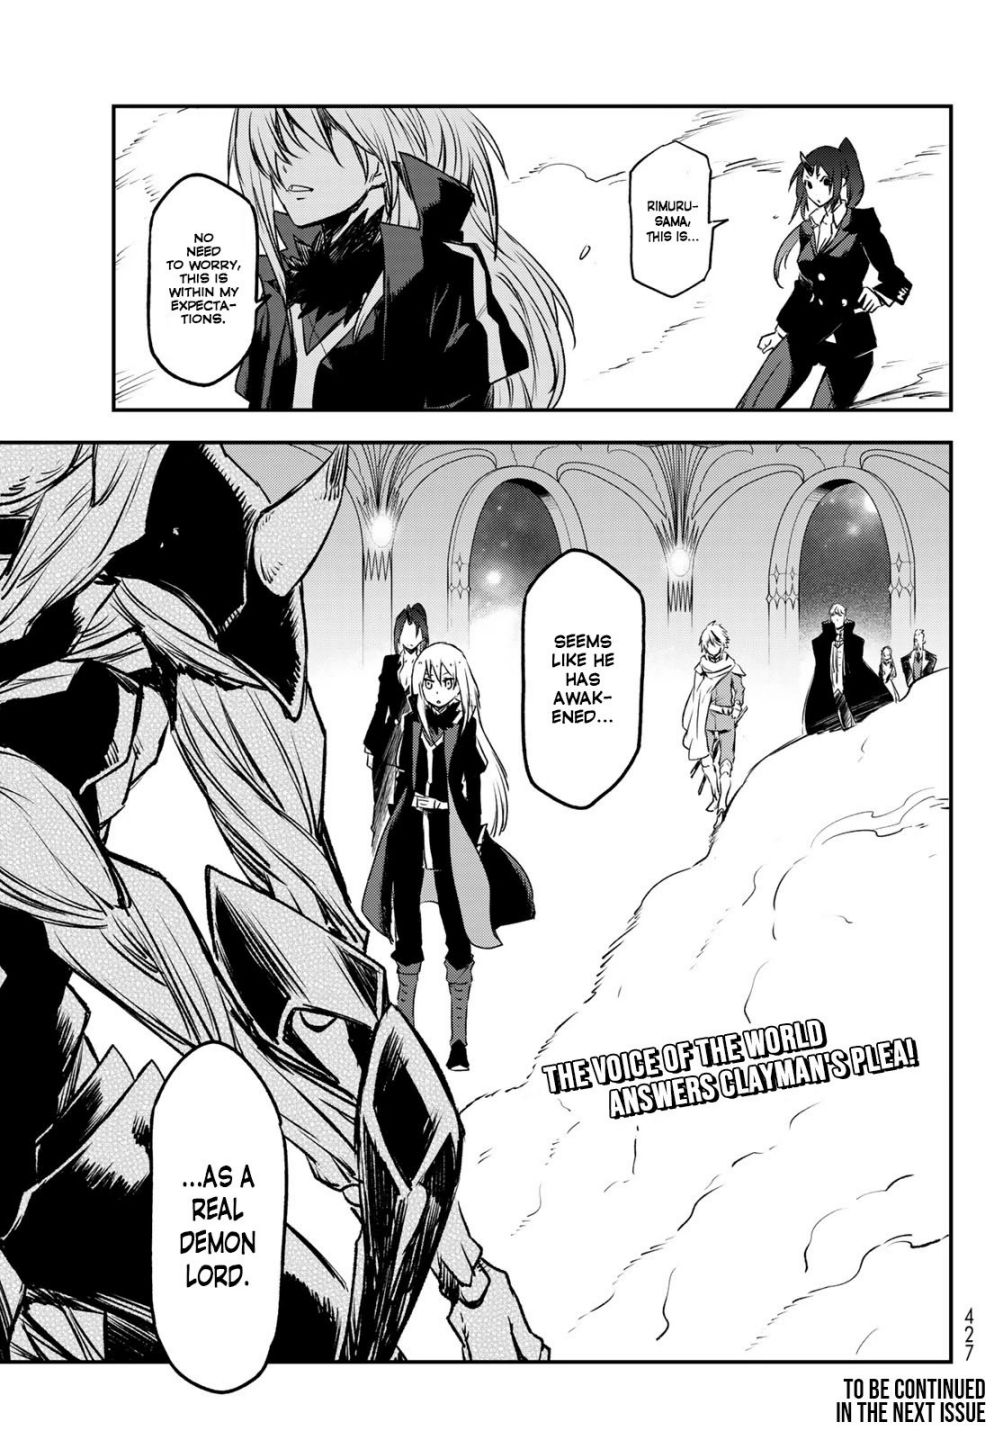 RIMURU-
SAMA,
THIS IS...
NO
NEED
TO WORRY,
THIS IS
WITHIN MY
EXPECTA-
TIONS.
SEEMS
LIKE HE
HAS
AWAK-
ENED...
THE VOICE OF THE WORLD
ANSWERS CLAYMAN'S PLEA!
...AS A
REAL
DEMON
LORD.
427
TO BE CONTINUED
IN THE NEXT ISSUE